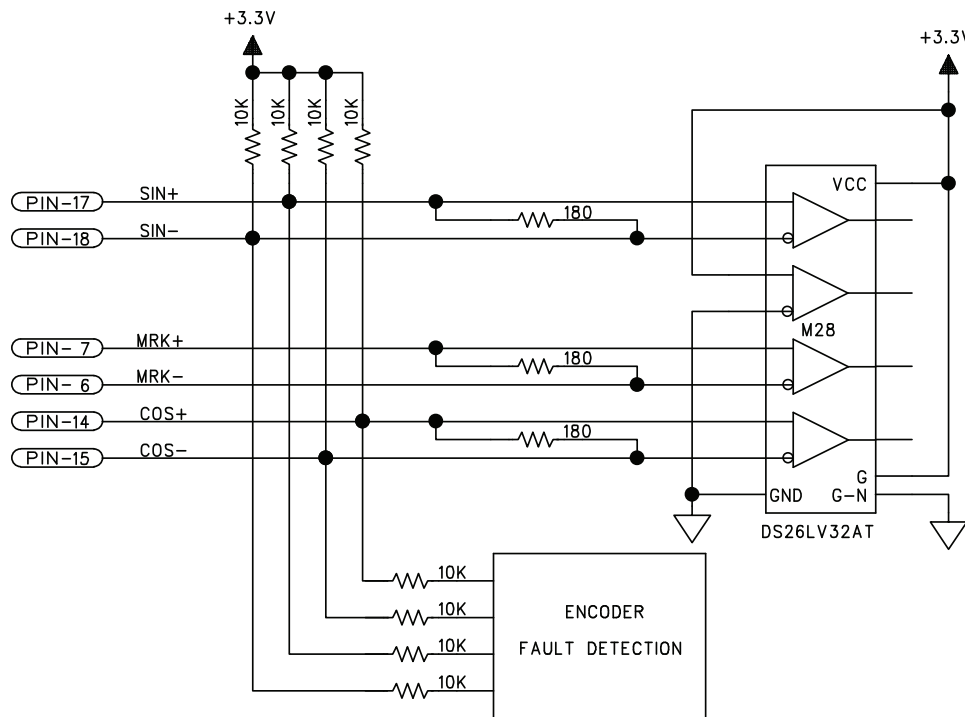 +3.3V
+3.3V
10K
10K
10K
10K
PIN-17
SIN+
VCC
180
PIN-18
SIN-
M28
PIN- 7
MRK+
180
PIN- 6
MRK-
PIN-14
COS+
180
PIN-15
COS-
G
GND
G-N
DS26LV32AT
10K
10K
10K
10K
ENCODER
FAULT DETECTION